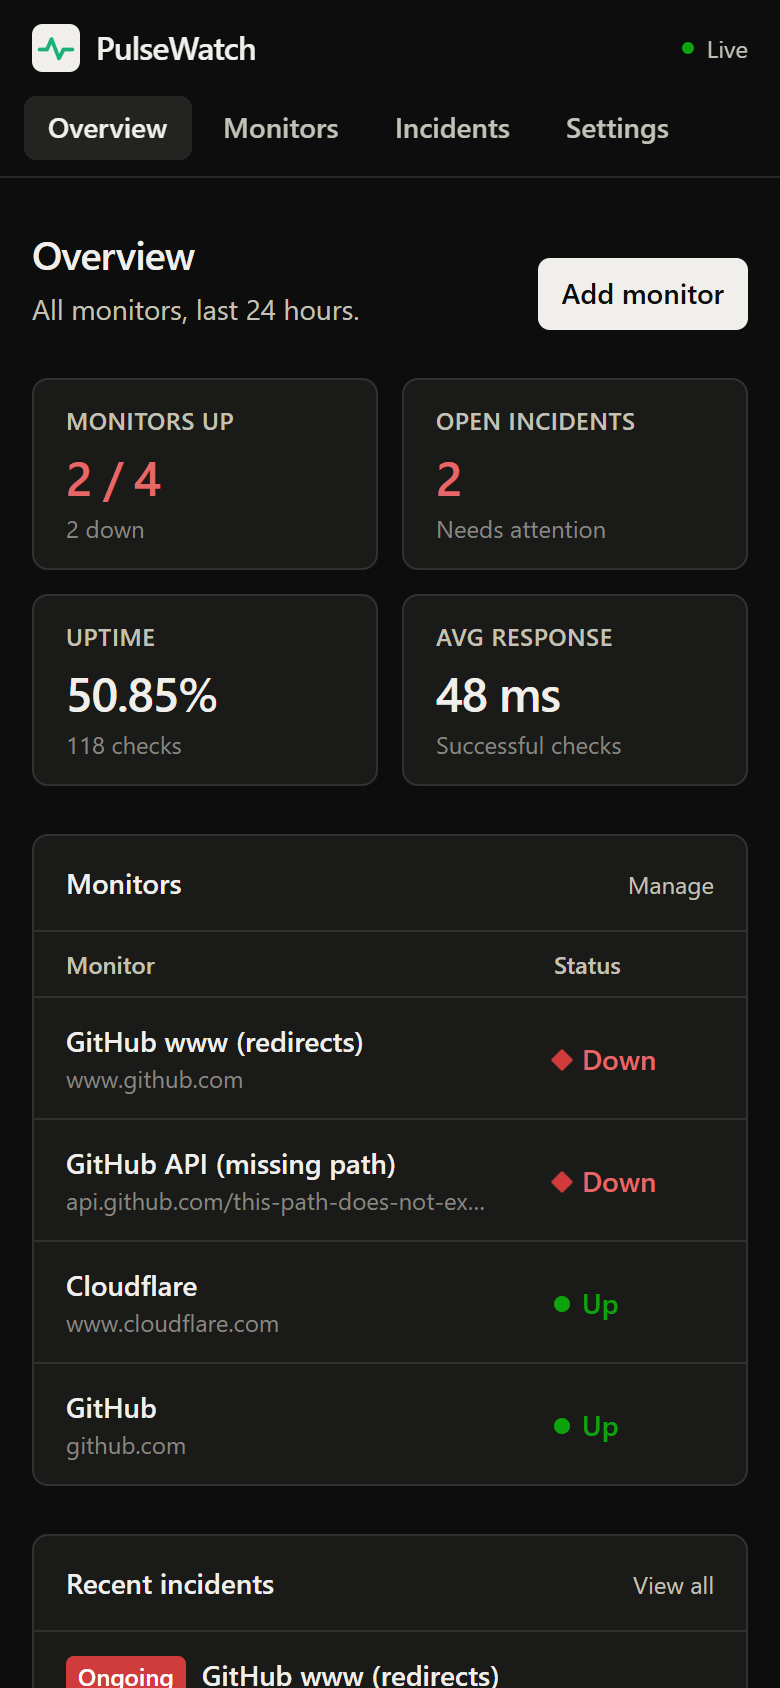 PulseWatch
Live
Overview Monitors Incidents Settings
Overview
All monitors, last 24 hours.
Add monitor
MONITORS UP
2 / 4
2 down
OPEN INCIDENTS
2
Needs attention
UPTIME
50.85%
118 checks
AVG RESPONSE
48 ms
Successful checks
Monitors
Manage
Monitor Status
GitHub www (redirects)
www.github.com
Down
GitHub API (missing path)
api.github.com/this-path-does-not-ex...
Down
Cloudflare
www.cloudflare.com
Up
GitHub
github.com
Up
Recent incidents
View all
Ongoing GitHub www (redirects)